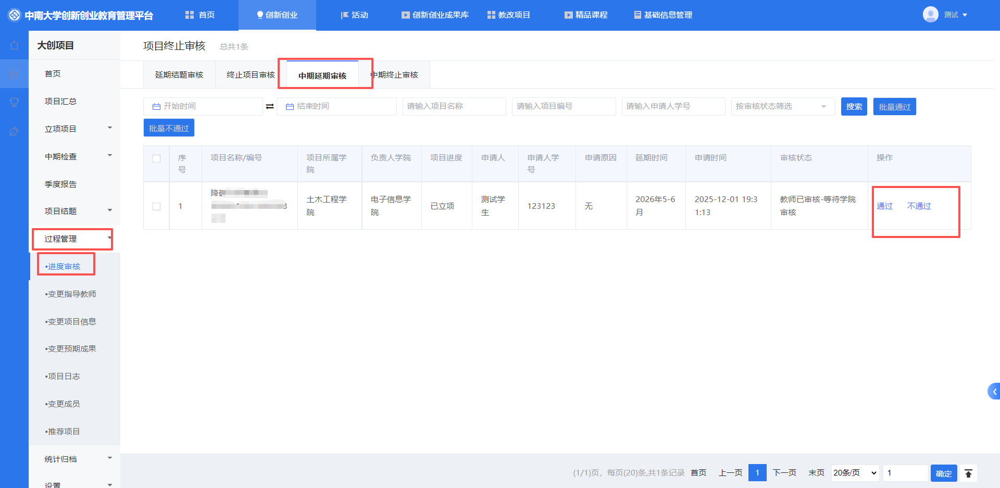 中南大学创新创业教育管理平台
首页
创新创业
活动
创新创业成果库
教改项目
精品课程
基础信息管理
测试
大创项目
首页
项目汇总
立项项目
中期检查
季度报告
项目结题
过程管理
•进度审核
•变更指导教师
•变更项目信息
•变更预期成果
•项目日志
•变更成员
•推荐项目
统计归档
设置
项目终止审核
总共1条
延期结题审核
终止项目审核
中期延期审核
中期终止审核
开始时间
结束时间
请输入项目名称
请输入项目编号
请输入申请人学号
按审核状态筛选
搜索
批量通过
批量不通过
序
号
项目名称/编号
项目所属学
院
负责人学院
项目进度
申请人
申请人学
号
申请原因
延期时间
申请时间
审核状态
操作
1
降
土木工程学
院
电子信息学
院
已立项
测试学
生
123123
无
2026年5-6
月
2025-12-01 19:3
1:13
教师已审核-等待学院
审核
通过
不通过
(1/1)页，每页(20)条,共1条记录
首页
上一页
1
下一页
末页
20条/页
1
确定